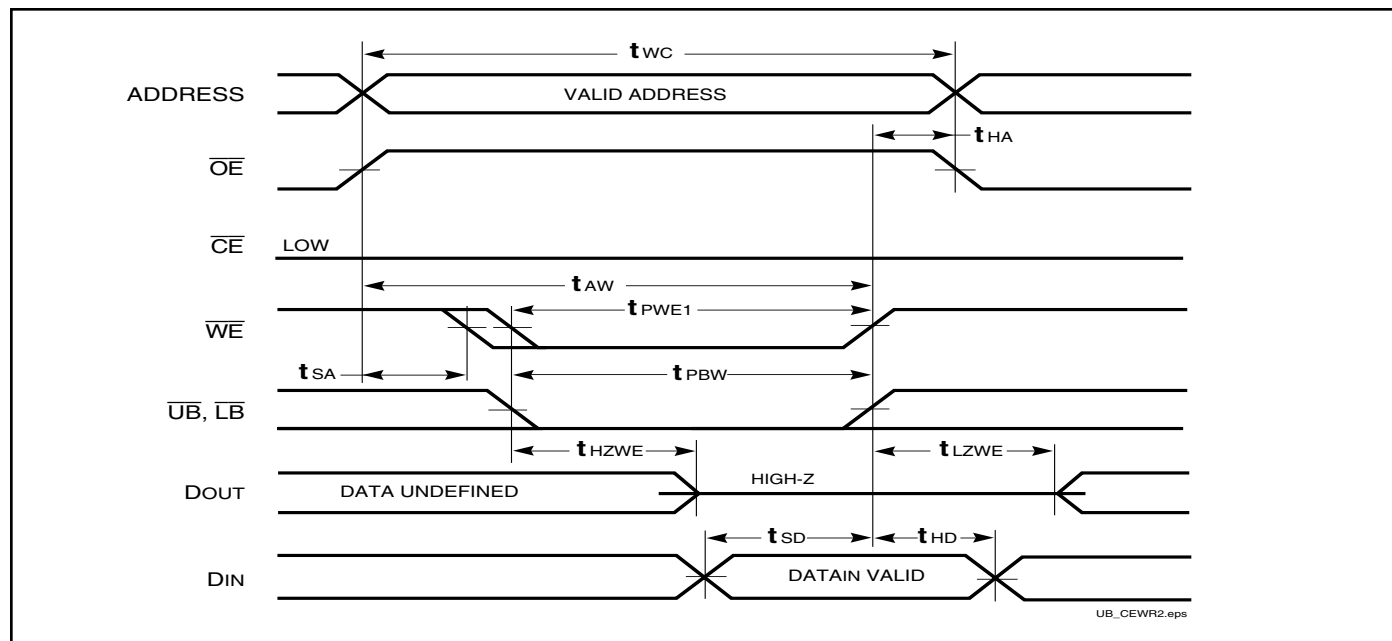 tWC
ADDRESS VALID ADDRESS
tHA
OE
CE LOW
tAW
WE tPWE1
tSA tPBW
UB, LB
tHZWE tLZWE
DOUT DATA UNDEFINED HIGH-Z
tSD tHD
DIN DATAIN VALID
UB_CEWR2.eps